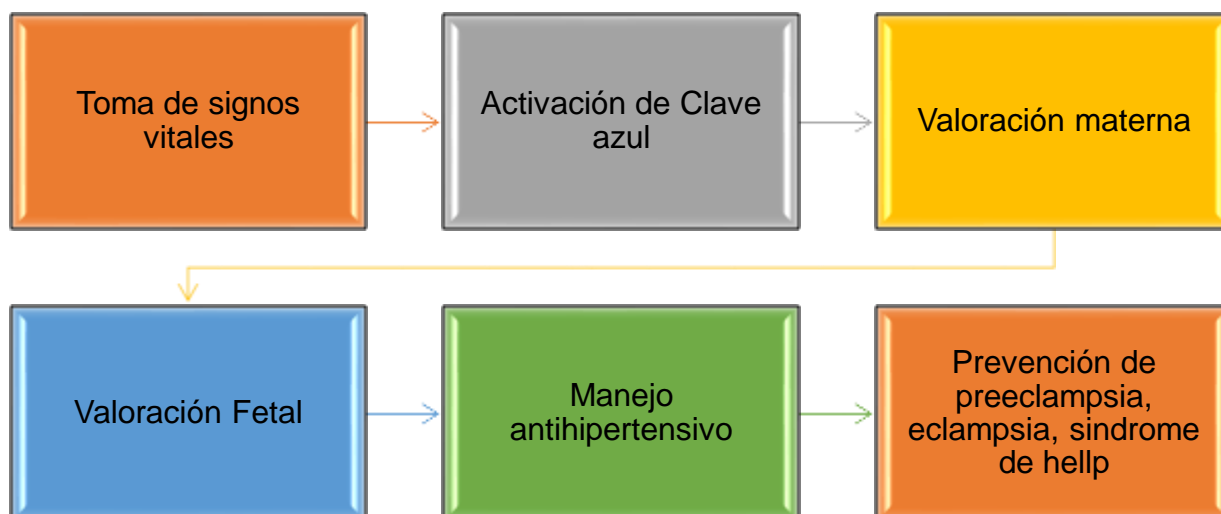 Toma de signos
vitales
Activación de Clave
azul
Valoración materna
Valoración Fetal
Manejo
antihipertensivo
Prevención de
preeclampsia,
eclampsia, sindrome
de hellp